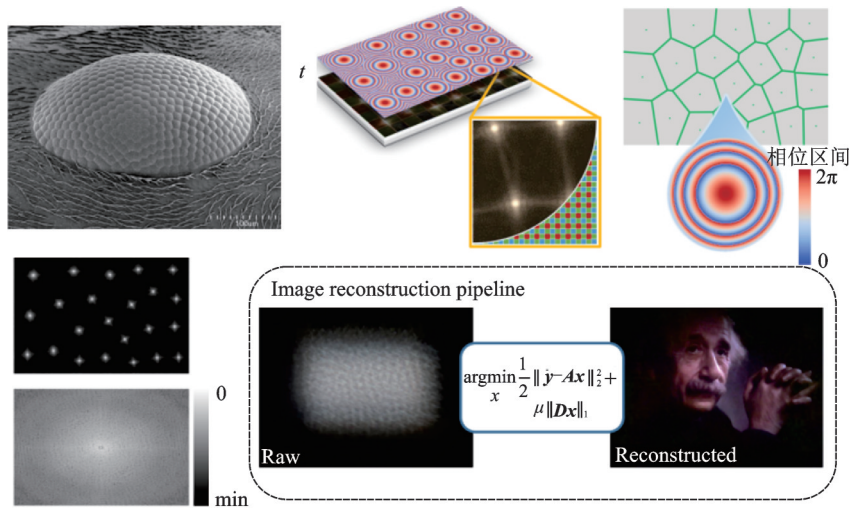 100um
t
相位区间
2π
0
Image reconstruction pipeline
argmin 1/2 ‖y−Ax‖₂² +
x
μ‖Dx‖₁
Raw
Reconstructed
0
min